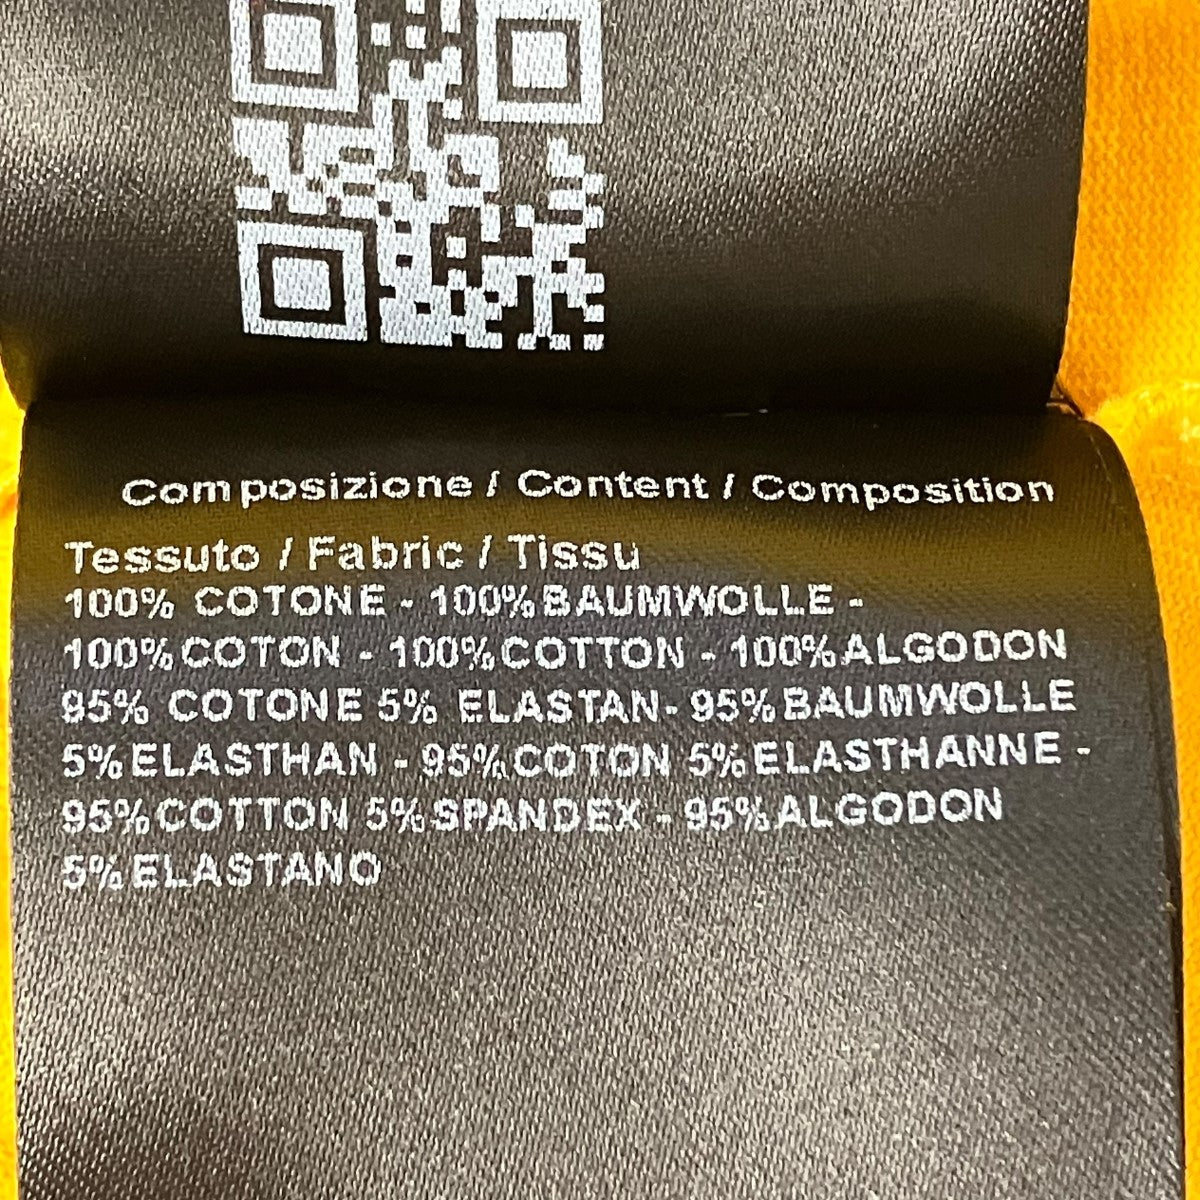 Composizione / Content / Composition
Tessuto / Fabric / Tissu
100% COTONE - 100% BAUMWOLLE -
100% COTON - 100% COTTON - 100% ALGODON
95% COTONE 5% ELASTAN- 95% BAUMWOLLE
5% ELASTHAN - 95% COTON 5% ELASTHANNE -
95% COTTON 5% SPANDEX - 95% ALGODON
5% ELASTANO